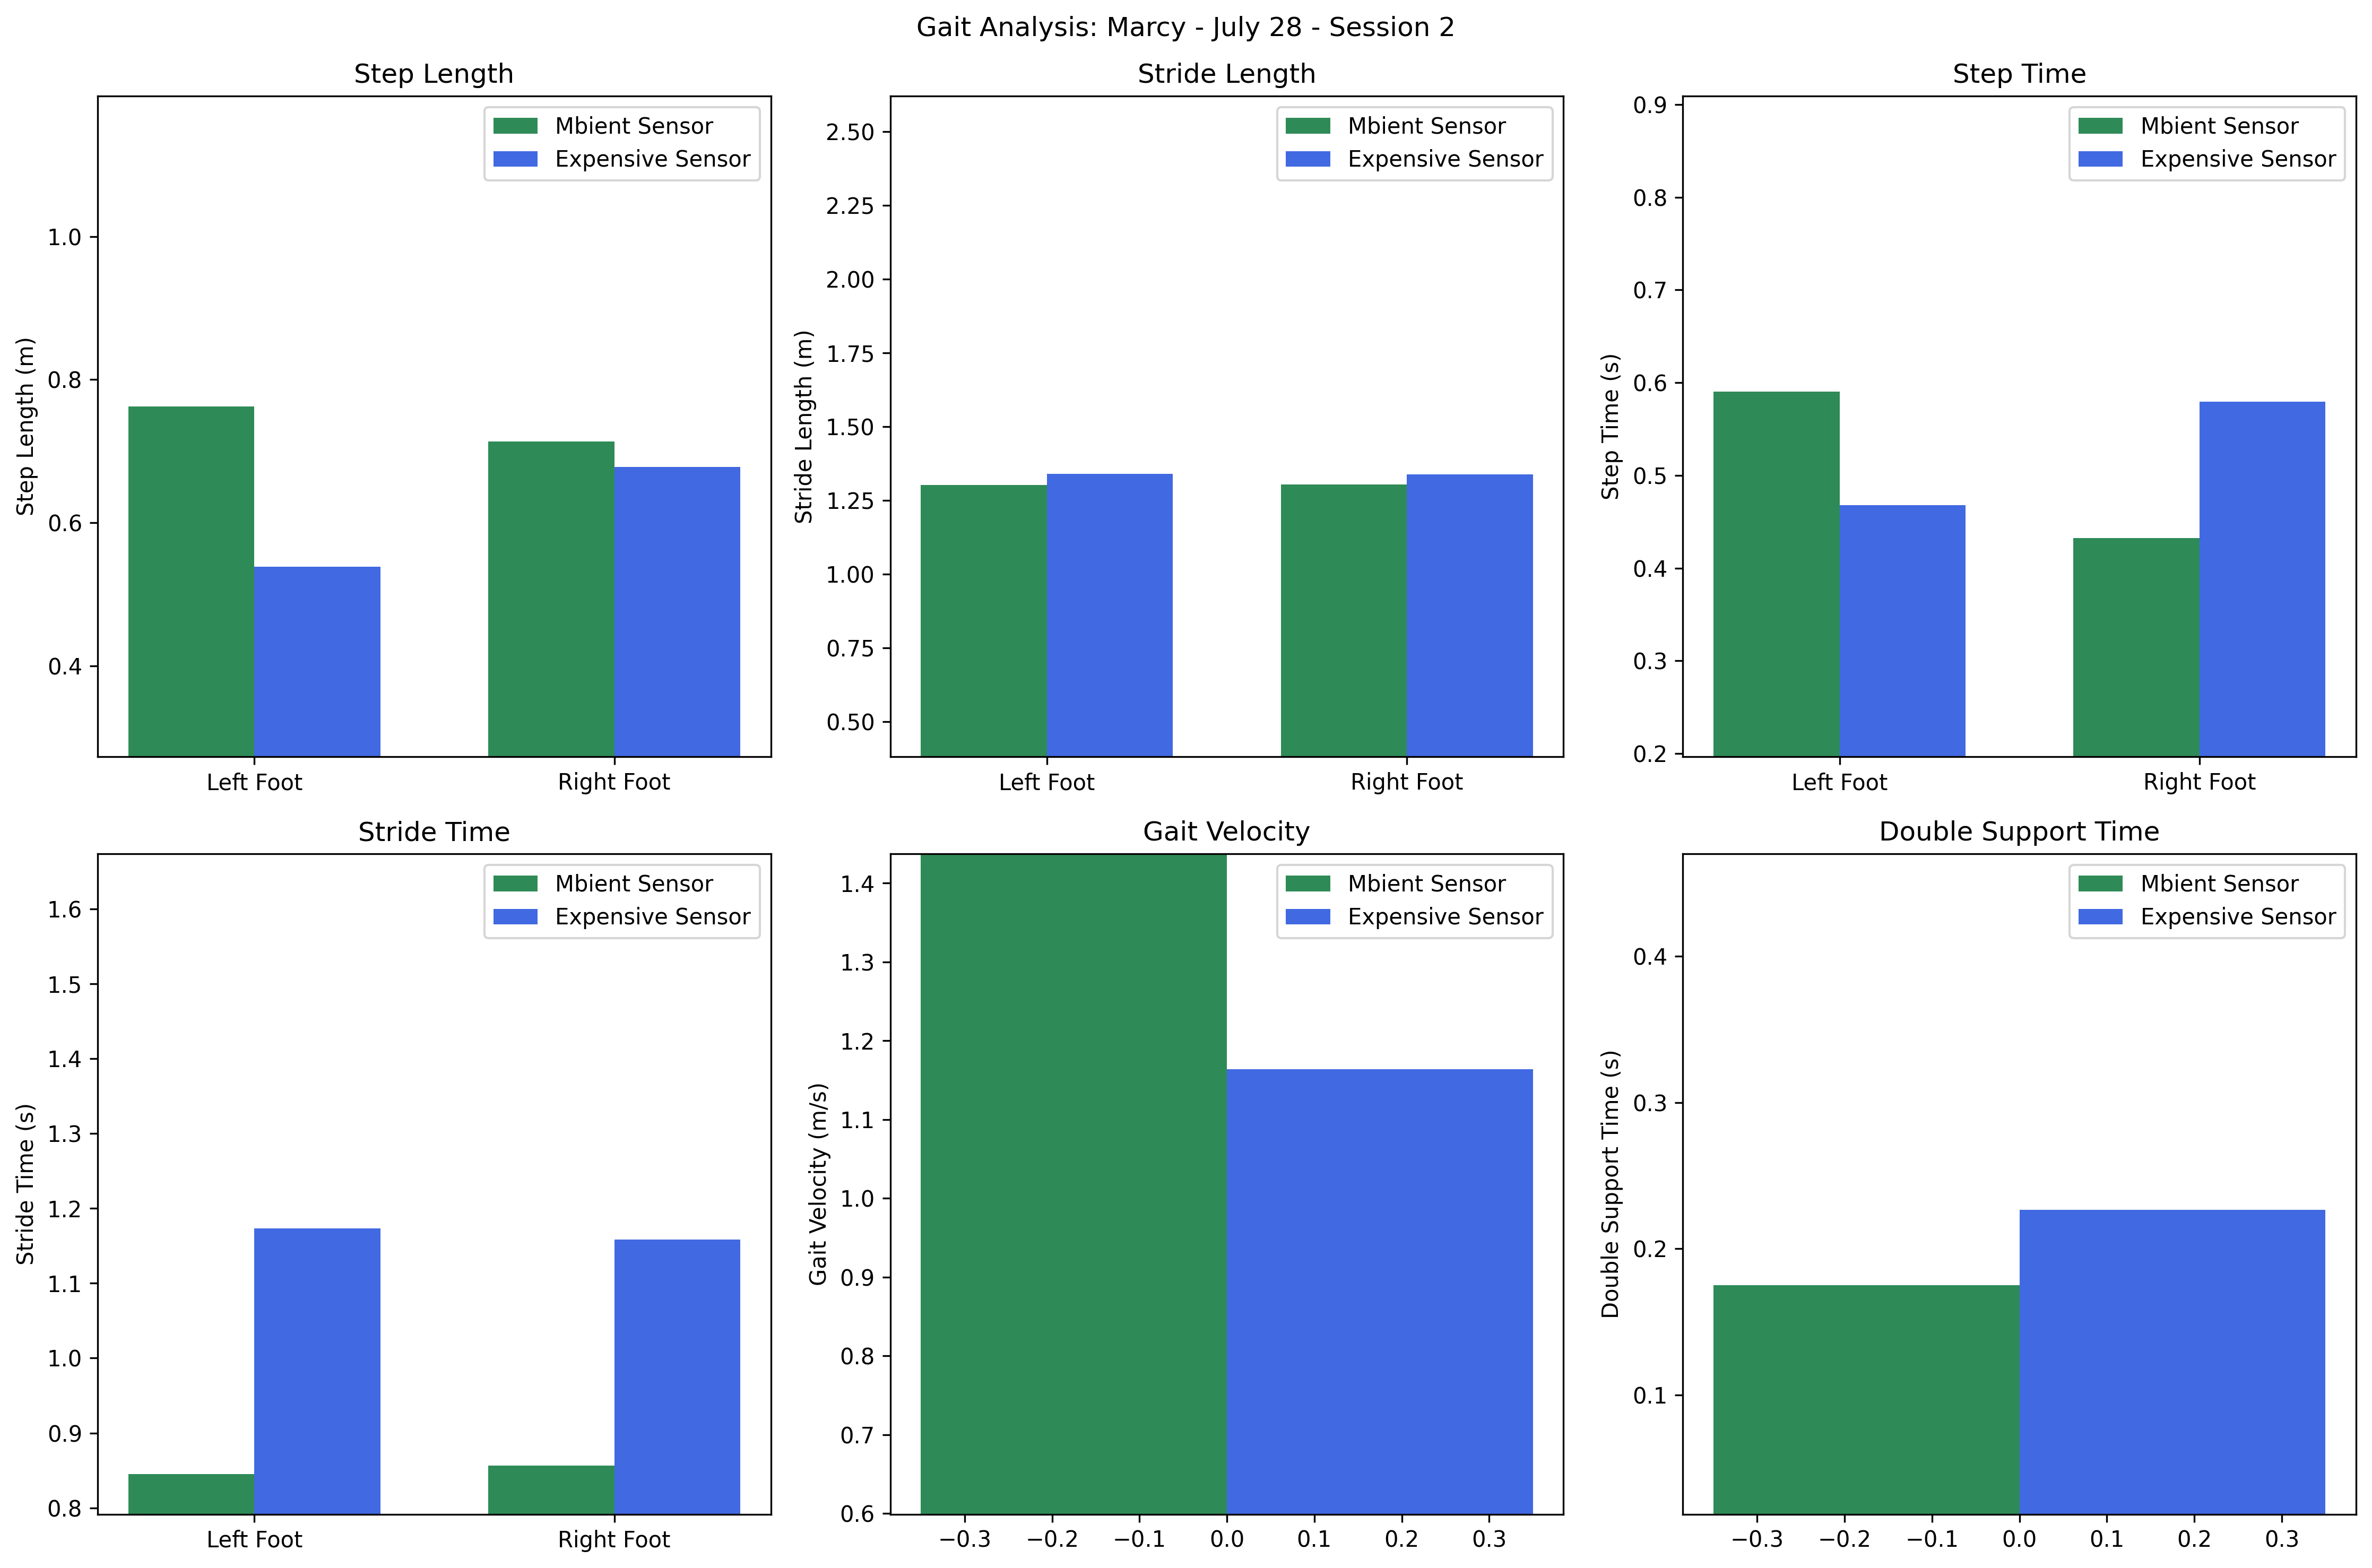 Gait Analysis: Marcy - July 28 - Session 2
Step Length
Step Length (m)
1.0
0.8
0.6
0.4
Mbient Sensor
Expensive Sensor
Left Foot
Right Foot
Stride Length
Stride Length (m)
2.50
2.25
2.00
1.75
1.50
1.25
1.00
0.75
0.50
Mbient Sensor
Expensive Sensor
Left Foot
Right Foot
Step Time
Step Time (s)
0.9
0.8
0.7
0.6
0.5
0.4
0.3
0.2
Mbient Sensor
Expensive Sensor
Left Foot
Right Foot
Stride Time
Stride Time (s)
1.6
1.5
1.4
1.3
1.2
1.1
1.0
0.9
0.8
Mbient Sensor
Expensive Sensor
Left Foot
Right Foot
Gait Velocity
Gait Velocity (m/s)
1.4
1.3
1.2
1.1
1.0
0.9
0.8
0.7
0.6
Mbient Sensor
Expensive Sensor
−0.3 −0.2 −0.1 0.0 0.1 0.2 0.3
Double Support Time
Double Support Time (s)
0.4
0.3
0.2
0.1
Mbient Sensor
Expensive Sensor
−0.3 −0.2 −0.1 0.0 0.1 0.2 0.3